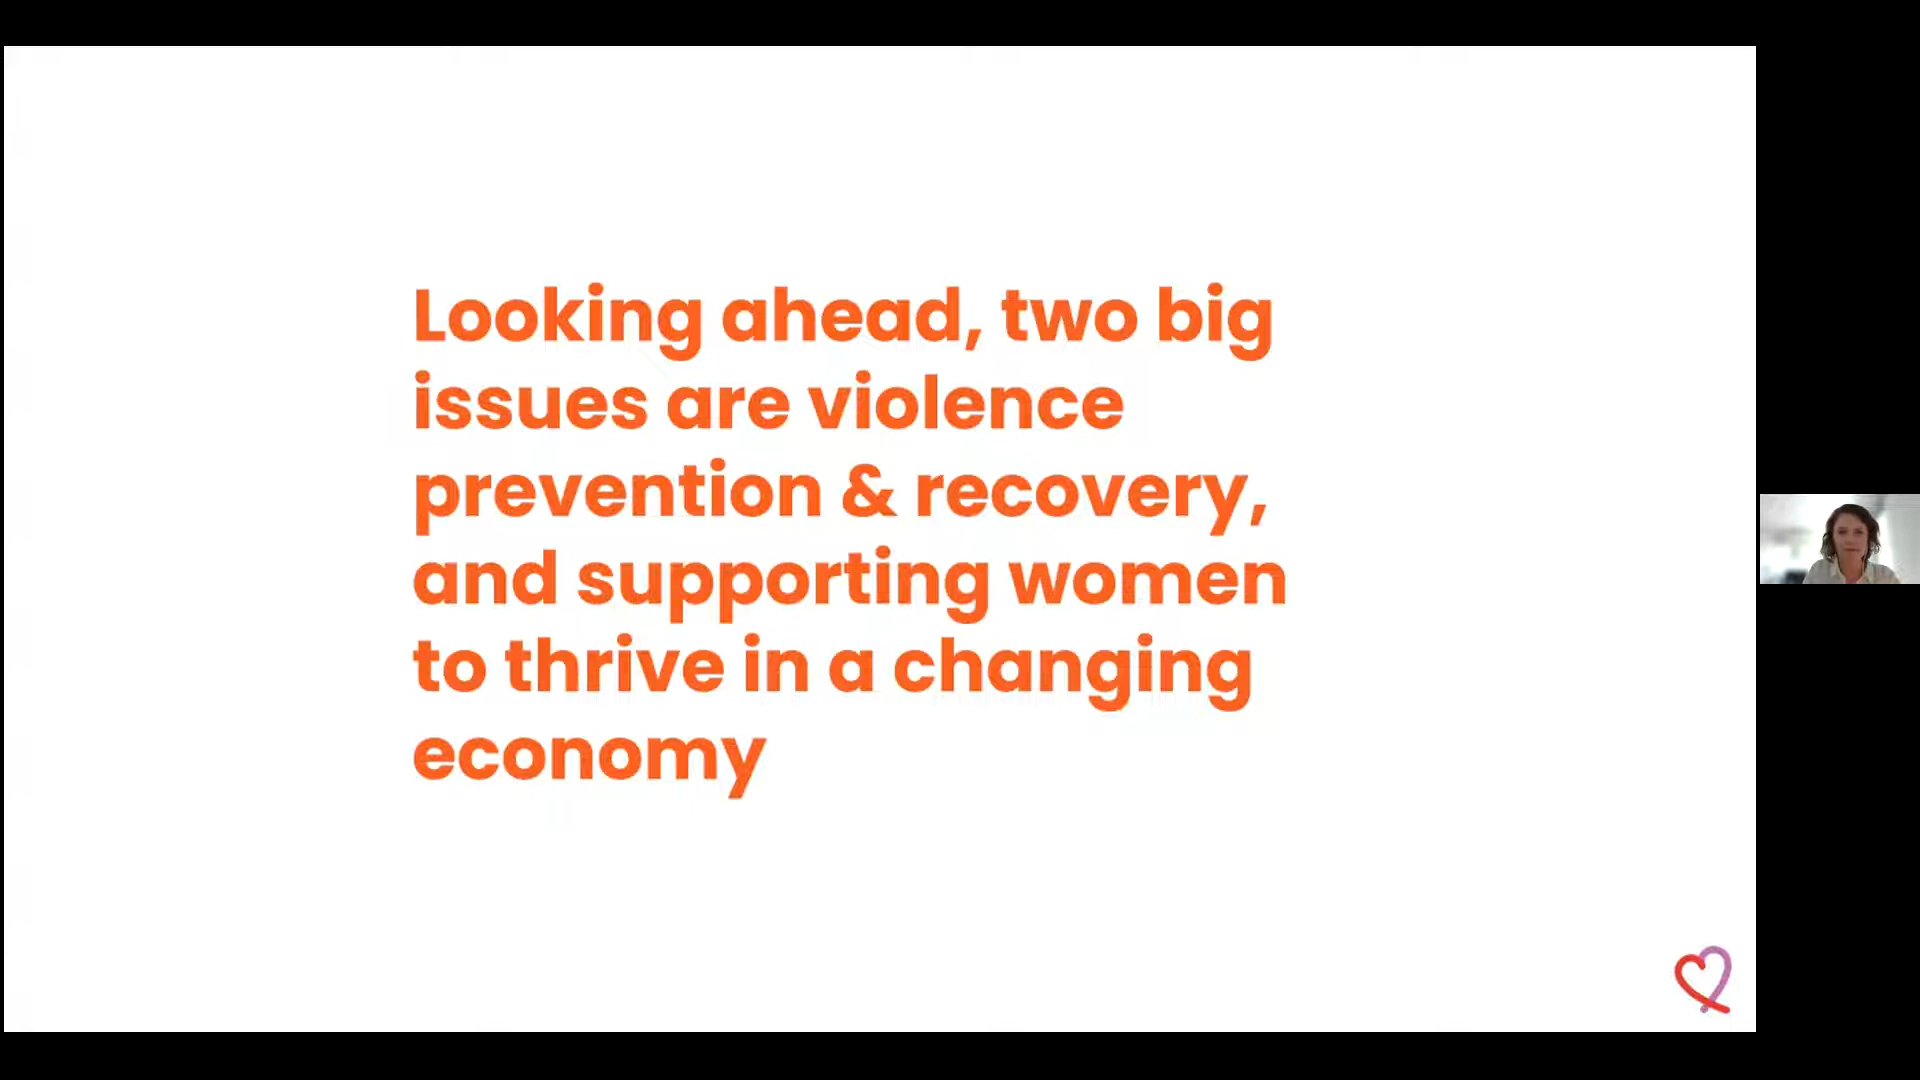 Looking ahead, two big
issues are violence
prevention & recovery,
and supporting women
to thrive in a changing
economy